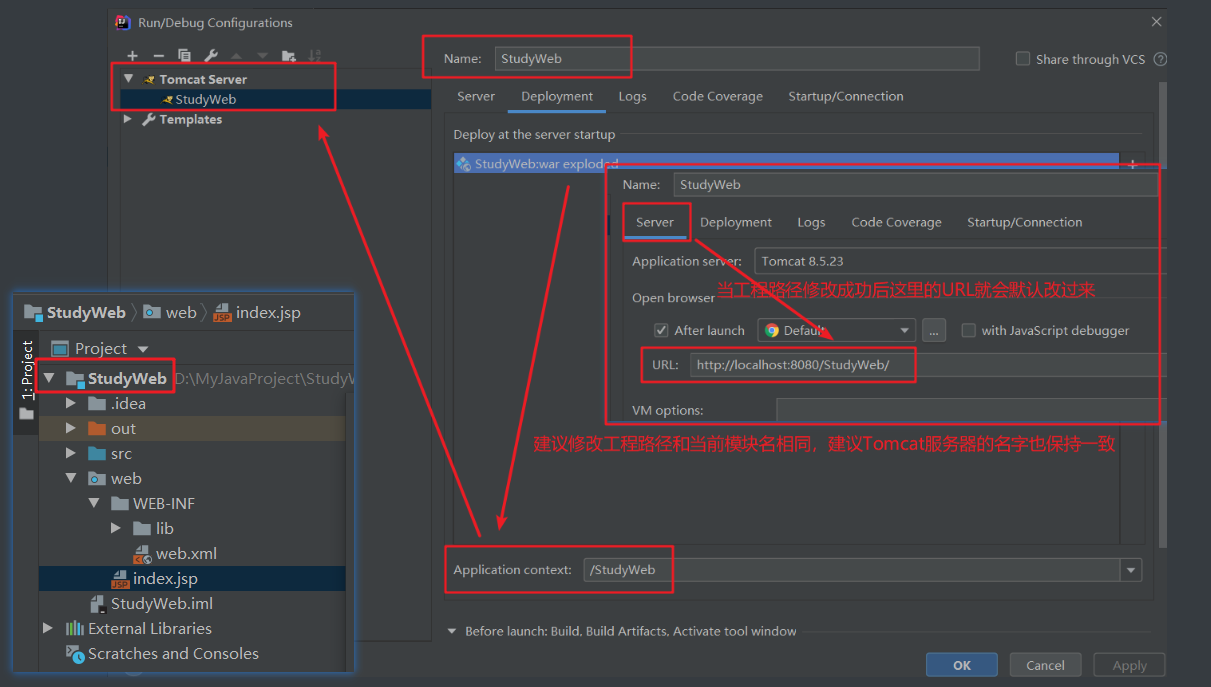 Run/Debug Configurations
Name: StudyWeb
Share through VCS
Tomcat Server
StudyWeb
Templates
Server Deployment Logs Code Coverage Startup/Connection
Deploy at the server startup
StudyWeb:war exploded
Name: StudyWeb
Server Deployment Logs Code Coverage Startup/Connection
Application server: Tomcat 8.5.23
当工程路径修改成功后这里的URL就会默认改过来
Open browser
After launch Default ... with JavaScript debugger
URL: http://localhost:8080/StudyWeb/
VM options:
建议修改工程路径和当前模块名相同，建议Tomcat服务器的名字也保持一致
Application context: /StudyWeb
Before launch: Build, Build Artifacts, Activate tool window
OK Cancel Apply
StudyWeb web index.jsp
1: Project
Project
StudyWeb D:\MyJavaProject\StudyW
.idea
out
src
web
WEB-INF
lib
web.xml
index.jsp
StudyWeb.iml
External Libraries
Scratches and Consoles